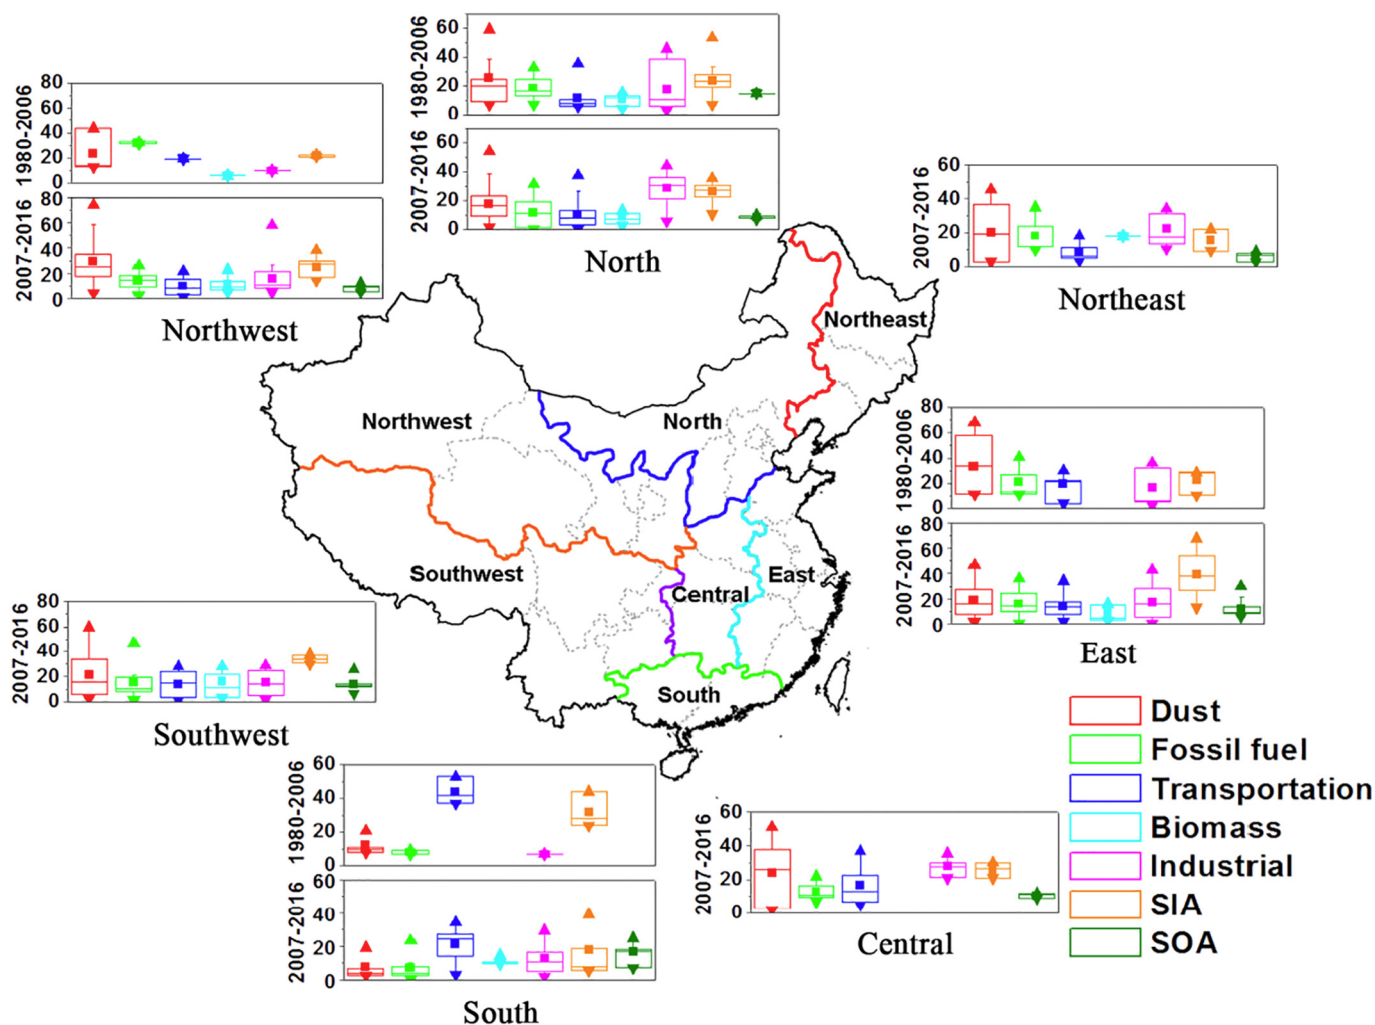 60
40
20
0
1980-2006
60
40
20
0
2007-2016
North
80
60
40
20
0
1980-2006
80
60
40
20
0
2007-2016
Northwest
60
40
20
0
2007-2016
Northeast
Northeast
Northwest
North
Southwest
Central
East
South
80
60
40
20
0
1980-2006
80
60
40
20
0
2007-2016
East
80
60
40
20
0
2007-2016
Southwest
60
40
20
0
1980-2006
60
40
20
0
2007-2016
South
60
40
20
0
2007-2016
Central
Dust
Fossil fuel
Transportation
Biomass
Industrial
SIA
SOA